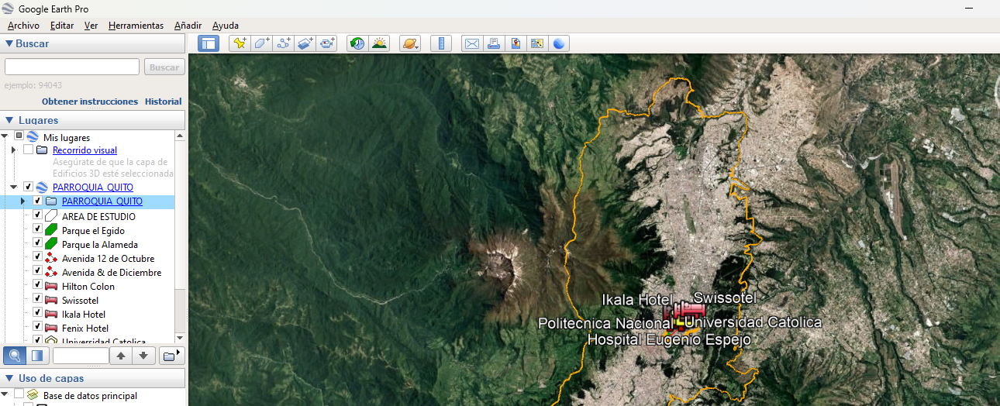 Google Earth Pro
Archivo Editar Ver Herramientas Añadir Ayuda
Buscar
Buscar
ejemplo: 94043
Obtener instrucciones Historial
Lugares
Mis lugares
Recorrido visual
Asegúrate de que la capa de
Edificios 3D esté seleccionada
PARROQUIA_QUITO
PARROQUIA_QUITO
AREA DE ESTUDIO
Parque el Egido
Parque la Alameda
Avenida 12 de Octubre
Avenida & de Diciembre
Hilton Colon
Swissotel
Ikala Hotel
Fenix Hotel
Universidad Catolica
Uso de capas
Base de datos principal
Ikala Hotel Swissotel
Politecnica Nacional Universidad Catolica
Hospital Eugenio Espejo